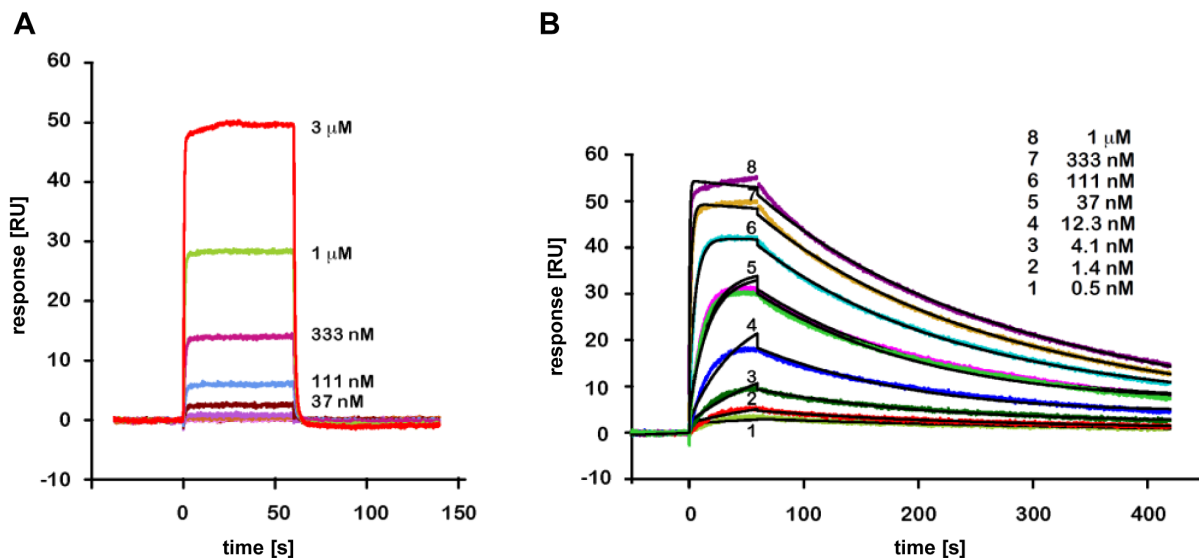 A
response [RU]
60
50
40
30
20
10
0
-10
3 μM
1 μM
333 nM
111 nM
37 nM
0 50 100 150
time [s]
B
response [RU]
60
50
40
30
20
10
0
-10
8
7
6
5
4
3
2
1
8 1 μM
7 333 nM
6 111 nM
5 37 nM
4 12.3 nM
3 4.1 nM
2 1.4 nM
1 0.5 nM
0 100 200 300 400
time [s]